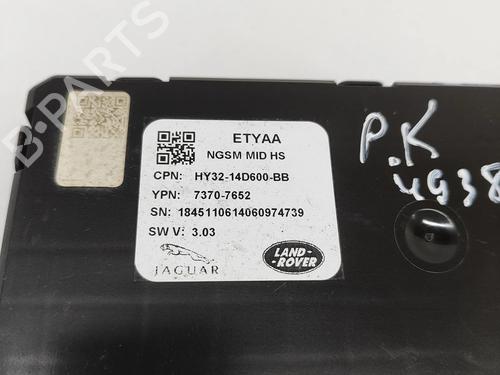 B-PARTS
ETYAA
NGSM MID HS
CPN: HY32-14D600-BB
YPN: 7370-7652
SN: 1845110614060974739
SW V: 3.03
JAGUAR
LAND-
-ROVER
P.K
4938